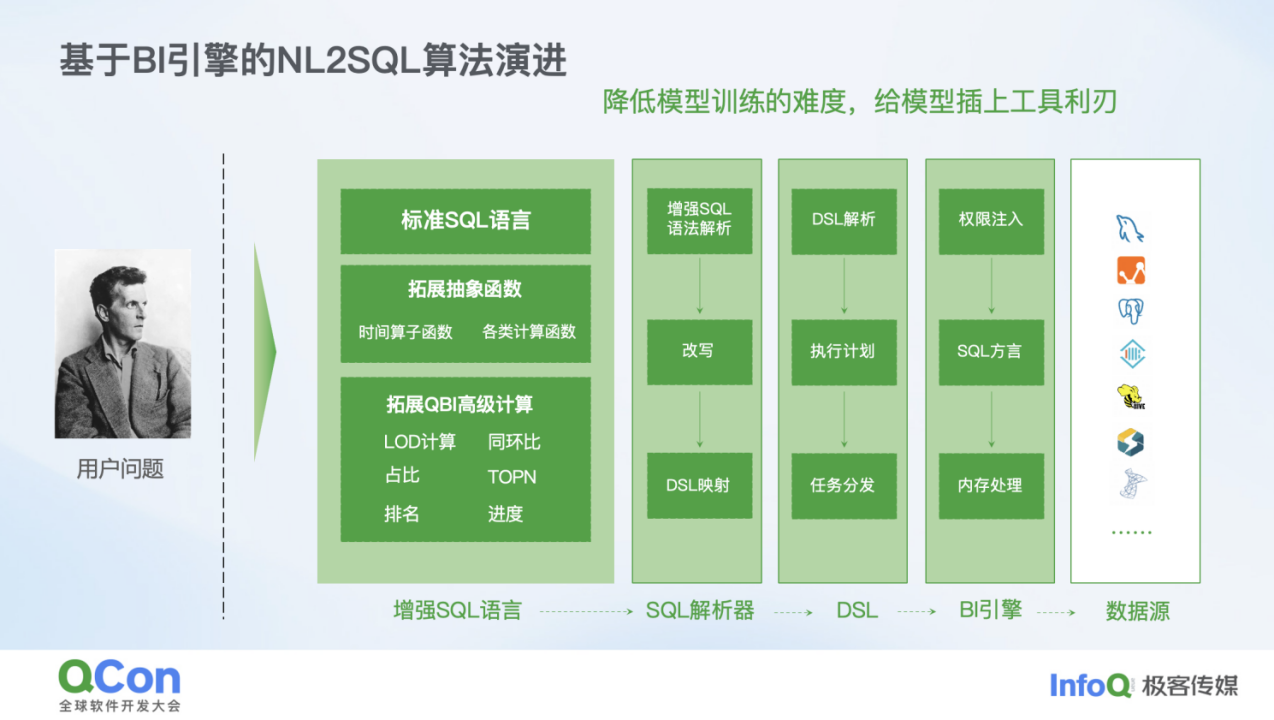 基于BI引擎的NL2SQL算法演进
降低模型训练的难度，给模型插上工具利刃
用户问题
标准SQL语言
拓展抽象函数
时间算子函数 各类计算函数
拓展QBI高级计算
LOD计算 同环比
占比 TOPN
排名 进度
增强SQL
语法解析
改写
DSL映射
DSL解析
执行计划
任务分发
权限注入
SQL方言
内存处理
HIVE
······
增强SQL语言 SQL解析器 DSL BI引擎 数据源
QCon
全球软件开发大会
InfoQ 极客传媒